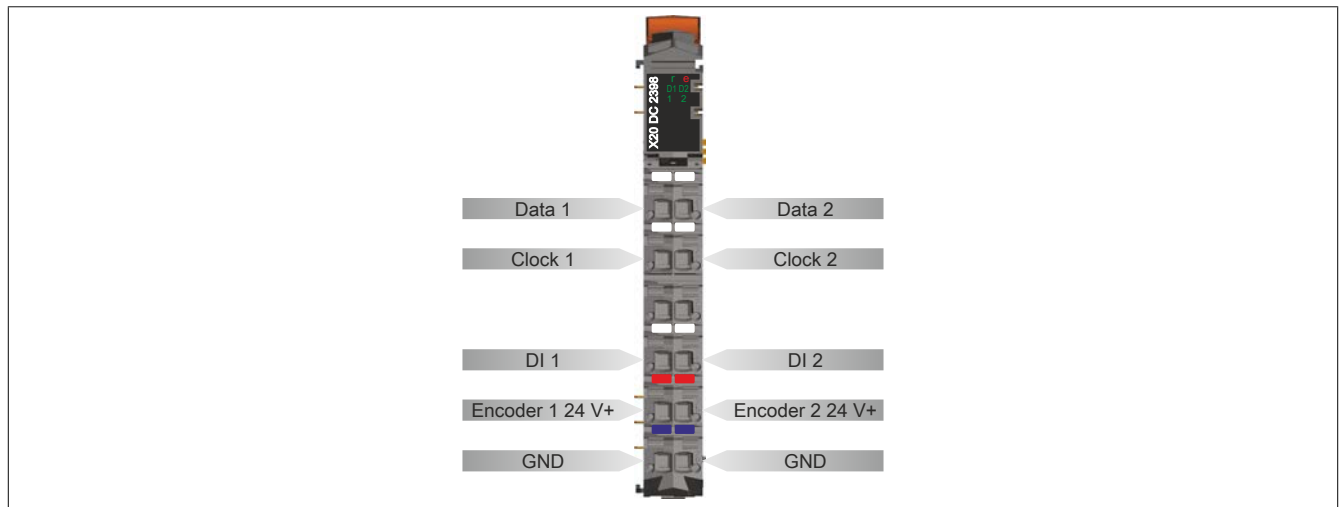 X20 DC 2398
r e
D1 D2
1 2
Data 1 Data 2
Clock 1 Clock 2
DI 1 DI 2
Encoder 1 24 V+ Encoder 2 24 V+
GND GND